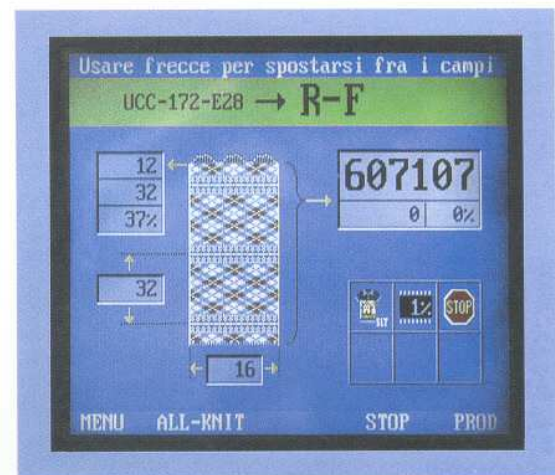 Usare frecce per spostarsi fra i campi
UCC-172-E28 → R-F
12
32
37%
32
16
607107
0 0%
SLT
1%
STOP
MENU ALL-KNIT STOP PROD